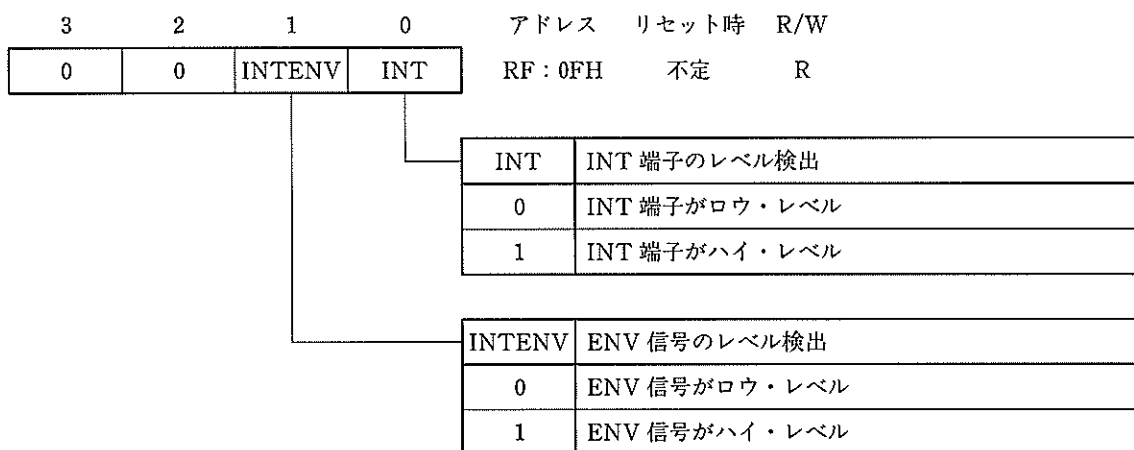 3 2 1 0 アドレス リセット時 R/W
0 0 INTENV INT RF：0FH 不定 R
INT INT 端子のレベル検出
0 INT 端子がロウ・レベル
1 INT 端子がハイ・レベル
INTENV ENV 信号のレベル検出
0 ENV 信号がロウ・レベル
1 ENV 信号がハイ・レベル